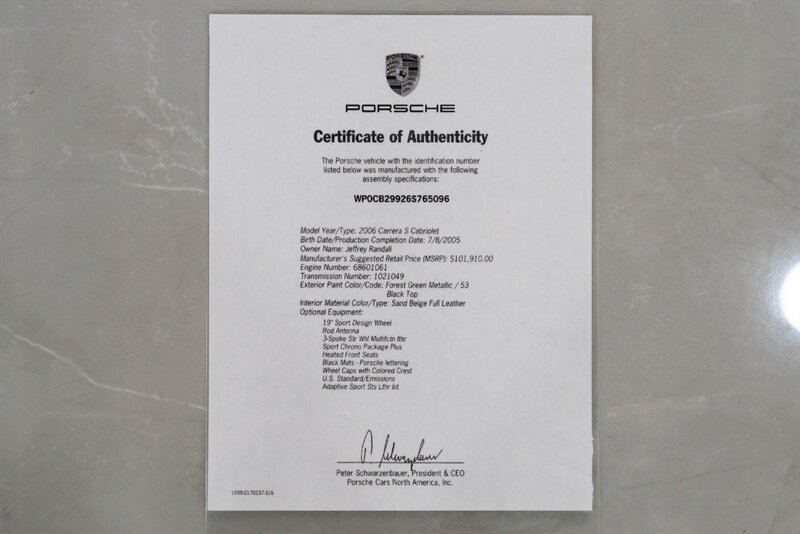 PORSCHE
PORSCHE
Certificate of Authenticity
The Porsche vehicle with the identification number
listed below was manufactured with the following
assembly specifications:
WP0CB29926S765096
Model Year/Type: 2006 Carrera S Cabriolet
Birth Date/Production Completion Date: 7/8/2005
Owner Name: Jeffrey Randall
Manufacturer's Suggested Retail Price (MSRP): $101,910.00
Engine Number: 68601061
Transmission Number: 1021049
Exterior Paint Color/Code: Forest Green Metallic / 53
Black Top
Interior Material Color/Type: Sand Beige Full Leather
Optional Equipment:
19" Sport Design Wheel
Rod Antenna
3-Spoke Str Whl Multifctn lthr
Sport Chrono Package Plus
Heated Front Seats
Black Mats - Porsche lettering
Wheel Caps with Colored Crest
U.S. Standard/Emissions
Adaptive Sport Sts Lthr Int
Peter Schwarzenbauer, President & CEO
Porsche Cars North America, Inc.
1559-2170237-316